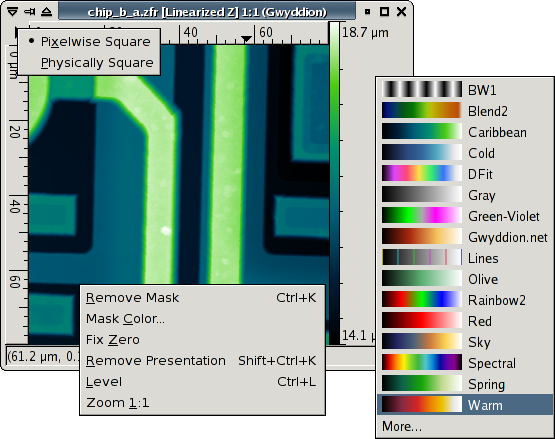 chip_b_a.zfr [Linearized Z] 1:1 (Gwyddion)
Pixelwise Square
Physically Square
40
60
18.7 µm
0 µm
20
40
60
14.1 µ
(61.2 µm, 0.1
Remove Mask Ctrl+K
Mask Color...
Fix Zero
Remove Presentation Shift+Ctrl+K
Level Ctrl+L
Zoom 1:1
BW1
Blend2
Caribbean
Cold
DFit
Gray
Green-Violet
Gwyddion.net
Lines
Olive
Rainbow2
Red
Sky
Spectral
Spring
Warm
More...